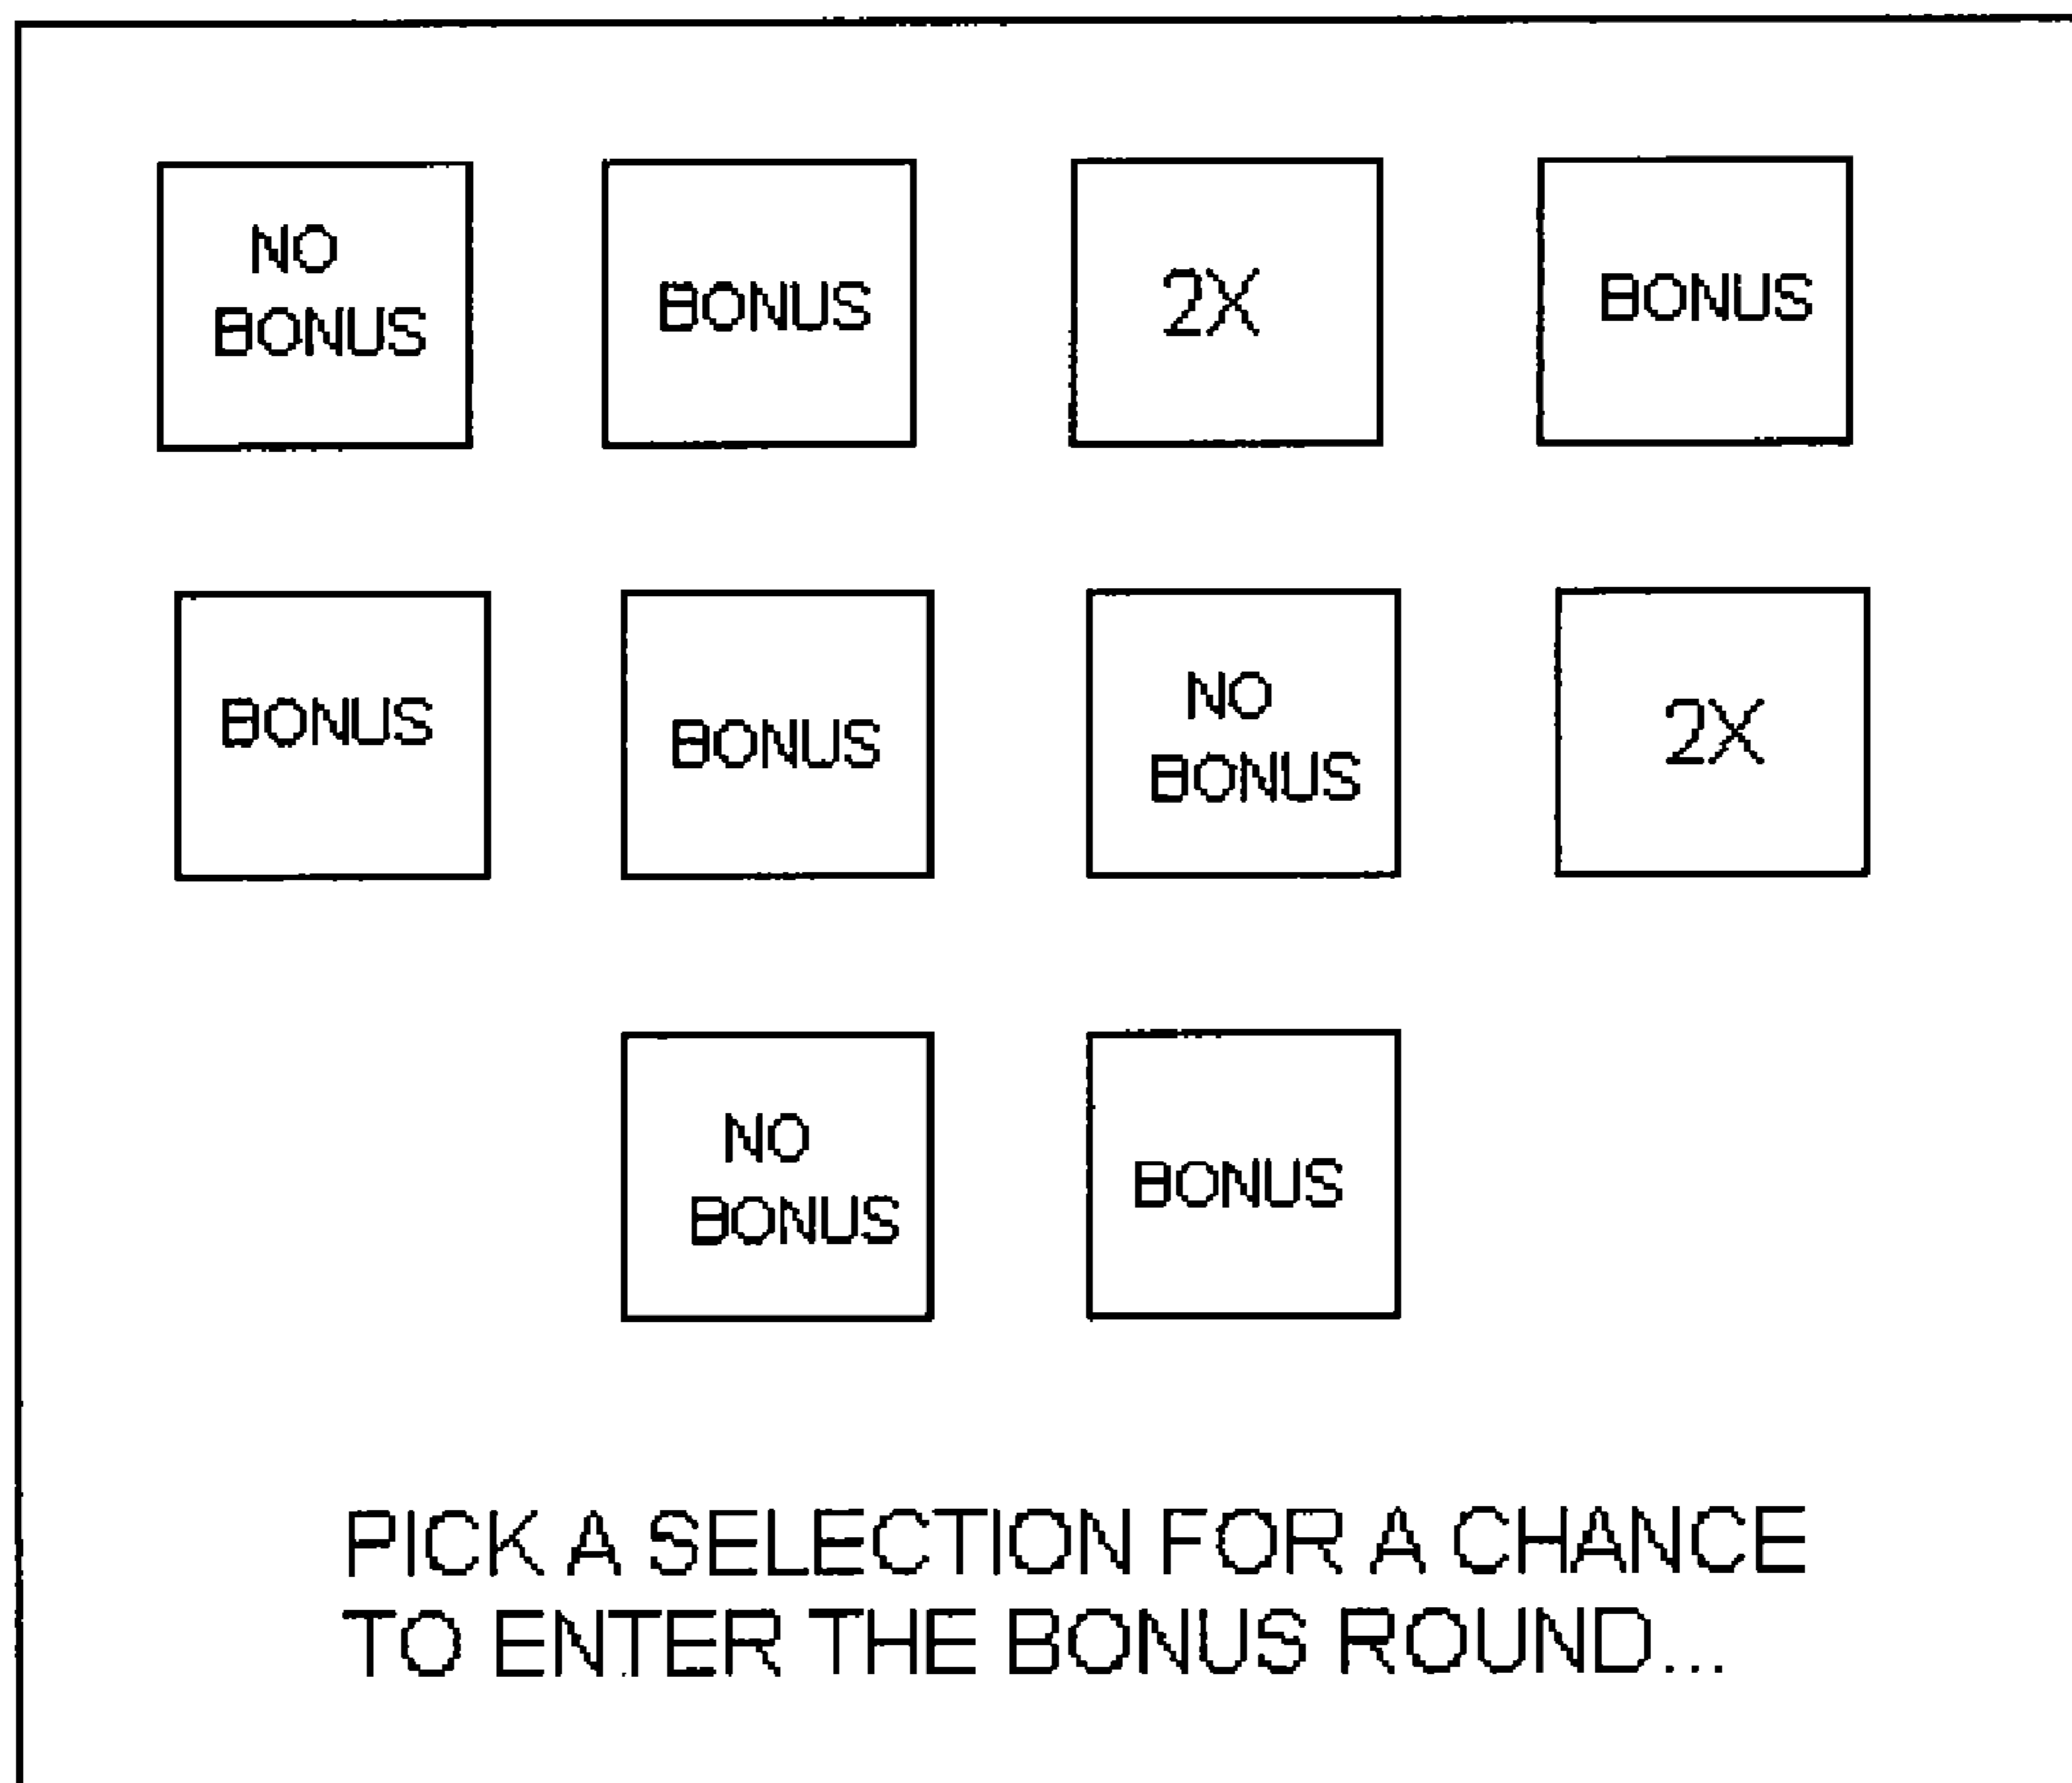 NO
BONUS
BONUS
2X
BONUS
BONUS
BONUS
NO
BONUS
2X
NO
BONUS
BONUS
PICK A SELECTION FOR A CHANCE
TO ENTER THE BONUS ROUND...